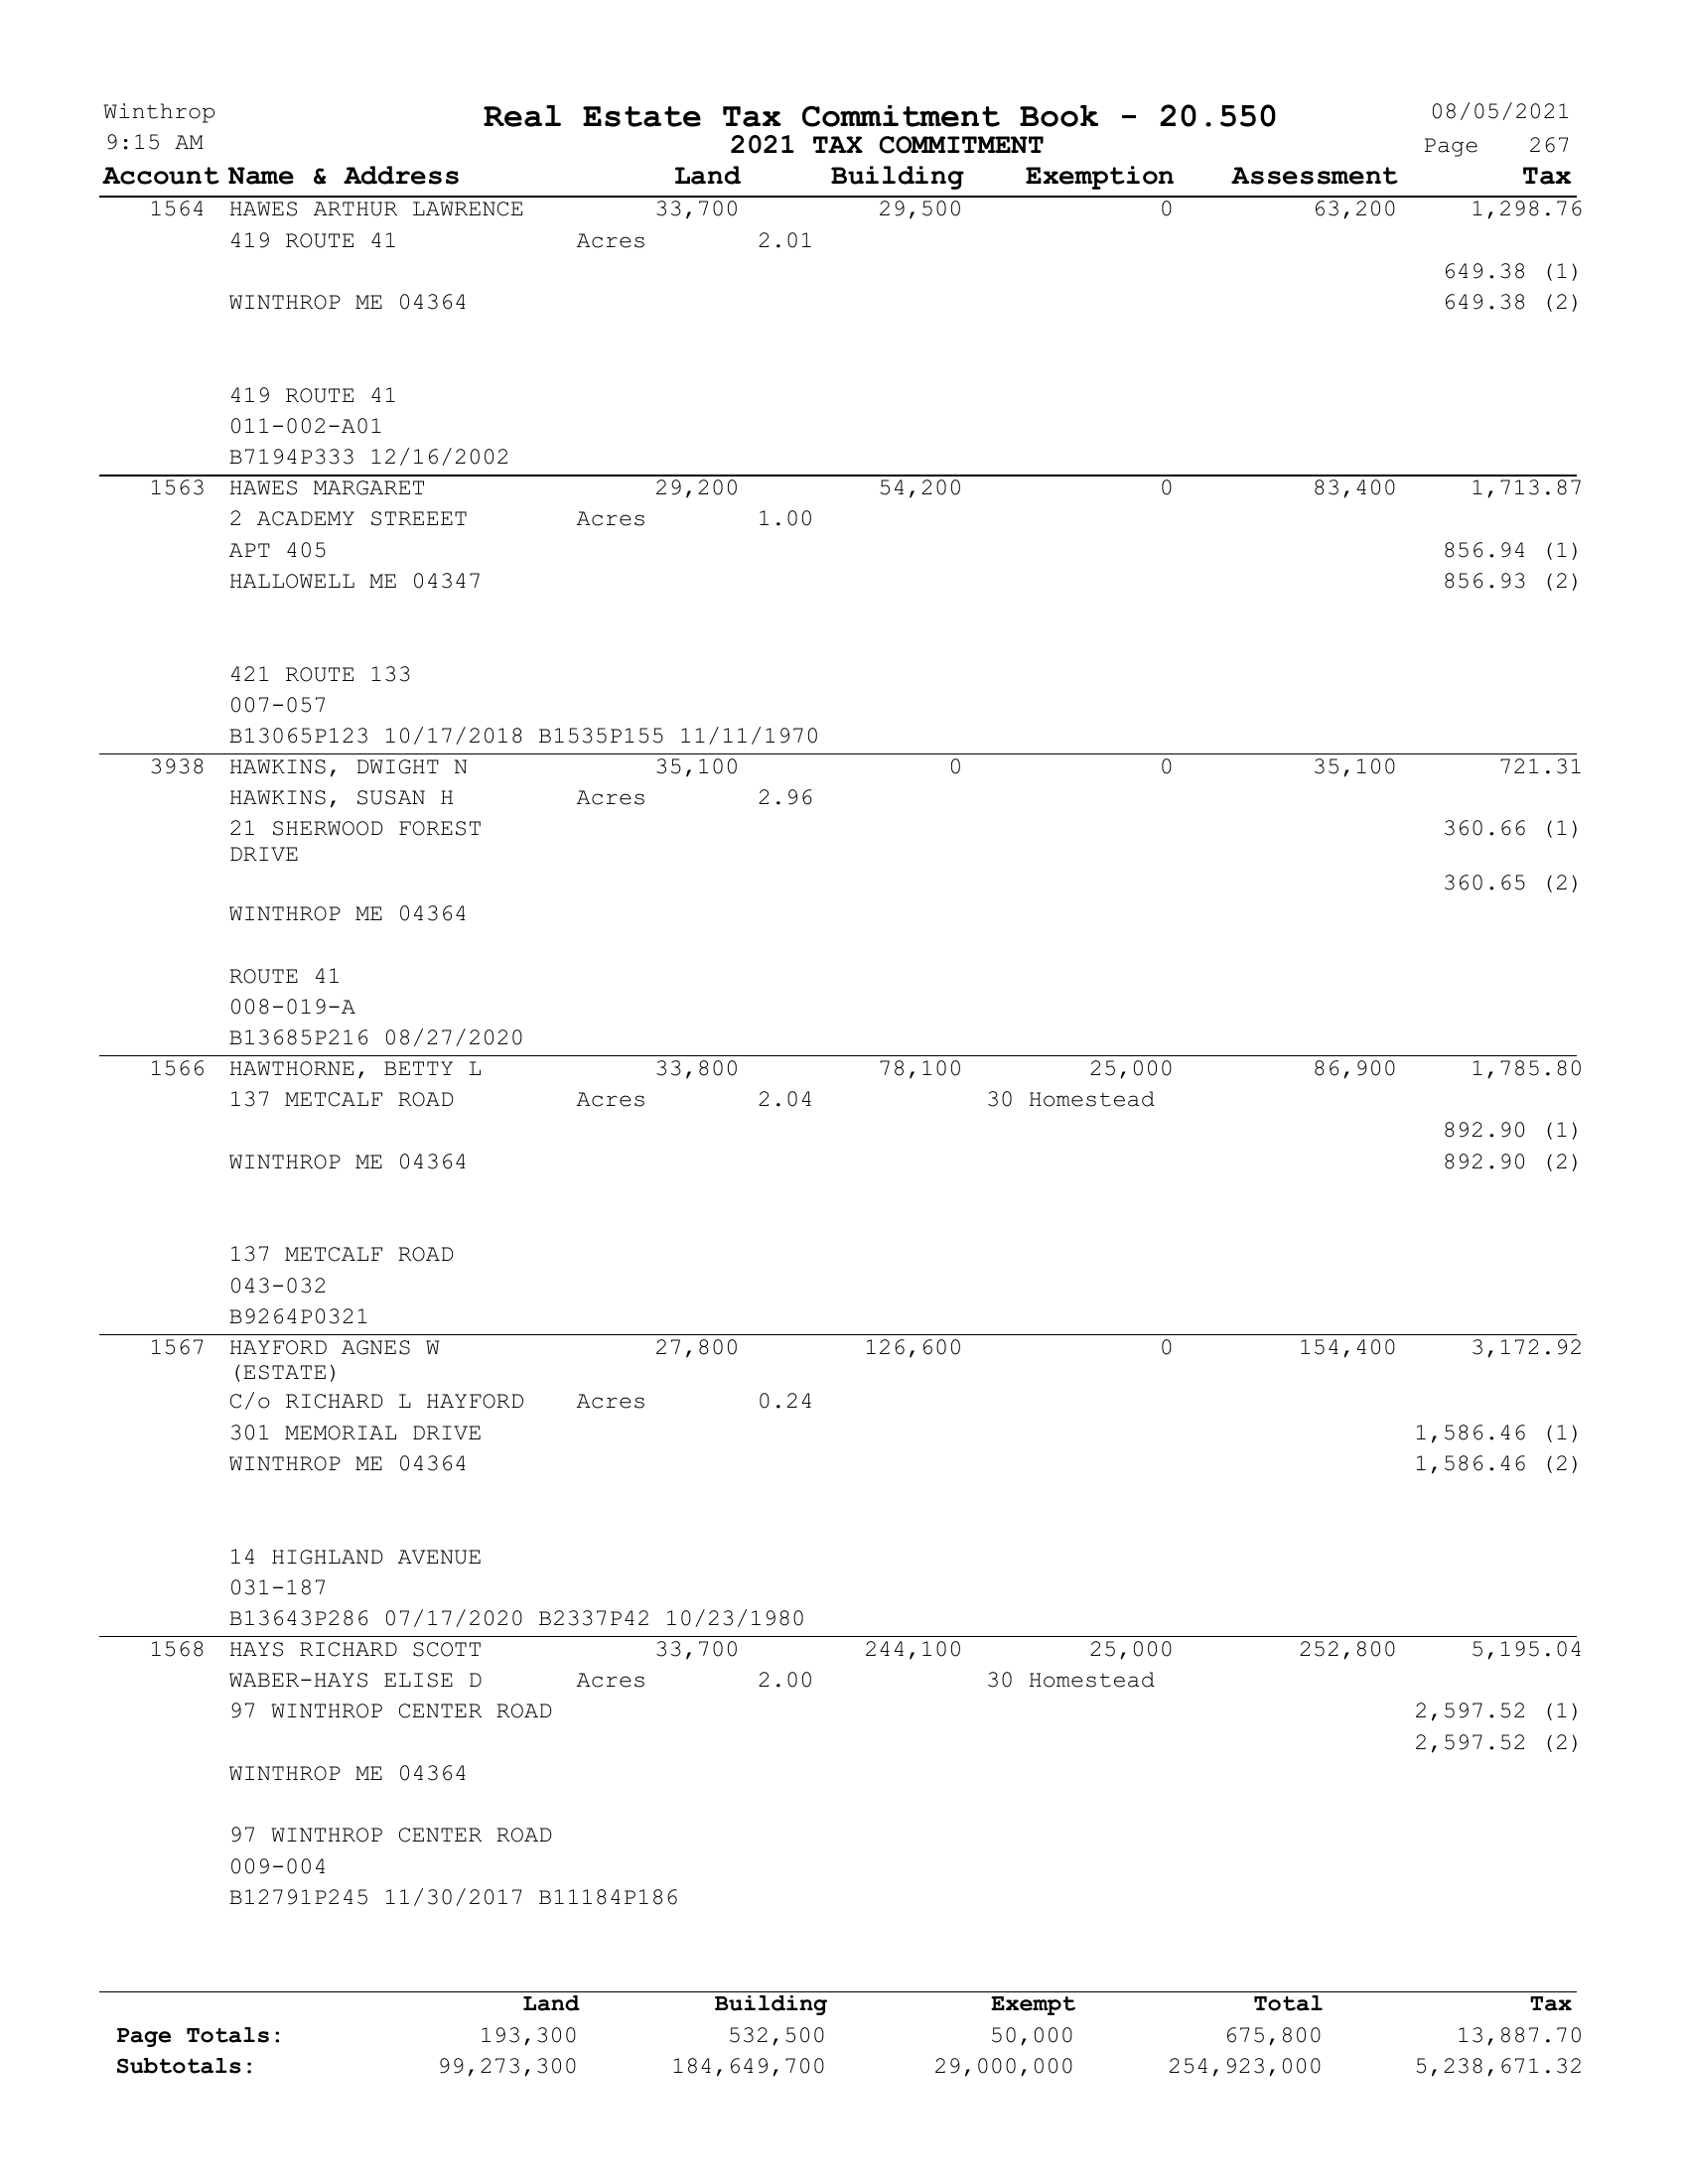 Winthrop Real Estate Tax Commitment Book - 20.550 08/05/2021
9:15 AM 2021 TAX COMMITMENT Page 267
Account Name & Address Land Building Exemption Assessment Tax
1564 HAWES ARTHUR LAWRENCE 33,700 29,500 0 63,200 1,298.76
419 ROUTE 41 Acres 2.01
649.38 (1)
WINTHROP ME 04364 649.38 (2)
419 ROUTE 41
011-002-A01
B7194P333 12/16/2002
1563 HAWES MARGARET 29,200 54,200 0 83,400 1,713.87
2 ACADEMY STREEET Acres 1.00
APT 405 856.94 (1)
HALLOWELL ME 04347 856.93 (2)
421 ROUTE 133
007-057
B13065P123 10/17/2018 B1535P155 11/11/1970
3938 HAWKINS, DWIGHT N 35,100 0 0 35,100 721.31
HAWKINS, SUSAN H Acres 2.96
21 SHERWOOD FOREST 360.66 (1)
DRIVE
360.65 (2)
WINTHROP ME 04364
ROUTE 41
008-019-A
B13685P216 08/27/2020
1566 HAWTHORNE, BETTY L 33,800 78,100 25,000 86,900 1,785.80
137 METCALF ROAD Acres 2.04 30 Homestead
892.90 (1)
WINTHROP ME 04364 892.90 (2)
137 METCALF ROAD
043-032
B9264P0321
1567 HAYFORD AGNES W 27,800 126,600 0 154,400 3,172.92
(ESTATE)
C/o RICHARD L HAYFORD Acres 0.24
301 MEMORIAL DRIVE 1,586.46 (1)
WINTHROP ME 04364 1,586.46 (2)
14 HIGHLAND AVENUE
031-187
B13643P286 07/17/2020 B2337P42 10/23/1980
1568 HAYS RICHARD SCOTT 33,700 244,100 25,000 252,800 5,195.04
WABER-HAYS ELISE D Acres 2.00 30 Homestead
97 WINTHROP CENTER ROAD 2,597.52 (1)
2,597.52 (2)
WINTHROP ME 04364
97 WINTHROP CENTER ROAD
009-004
B12791P245 11/30/2017 B11184P186
Land Building Exempt Total Tax
Page Totals: 193,300 532,500 50,000 675,800 13,887.70
Subtotals: 99,273,300 184,649,700 29,000,000 254,923,000 5,238,671.32